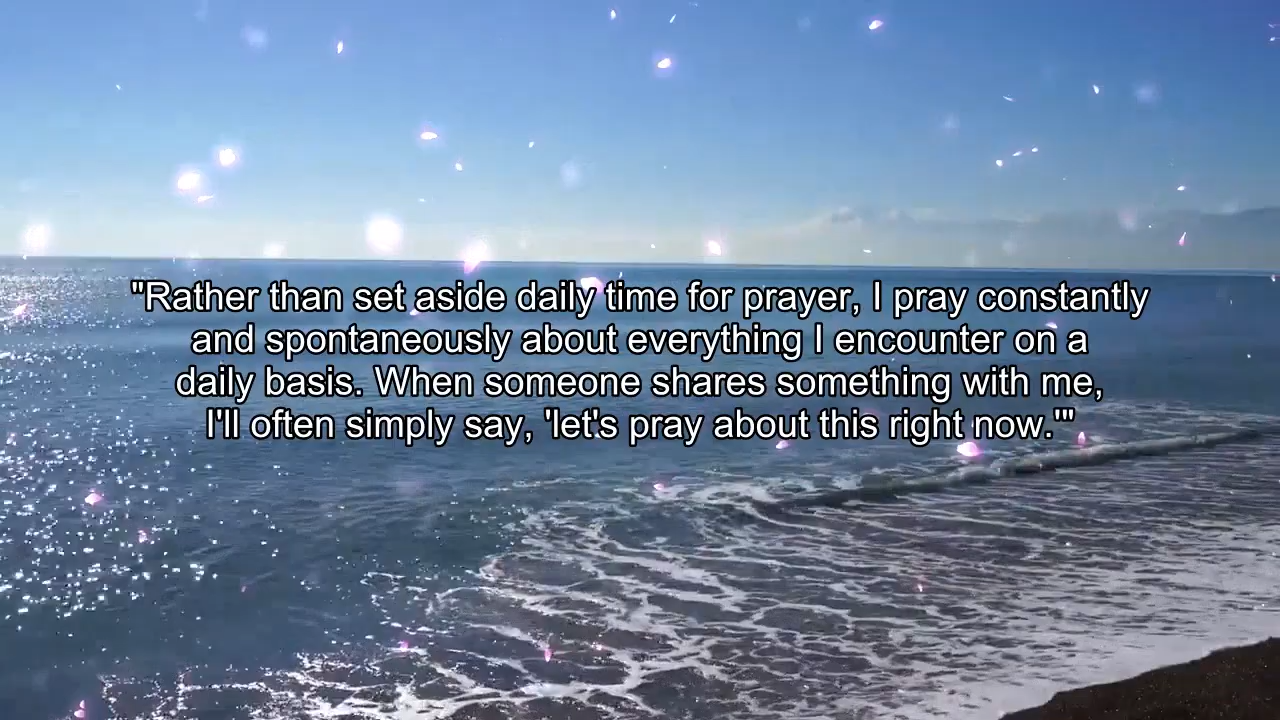 "Rather than set aside daily time for prayer, I pray constantly
and spontaneously about everything I encounter on a
daily basis. When someone shares something with me,
I'll often simply say, 'let's pray about this right now.'"